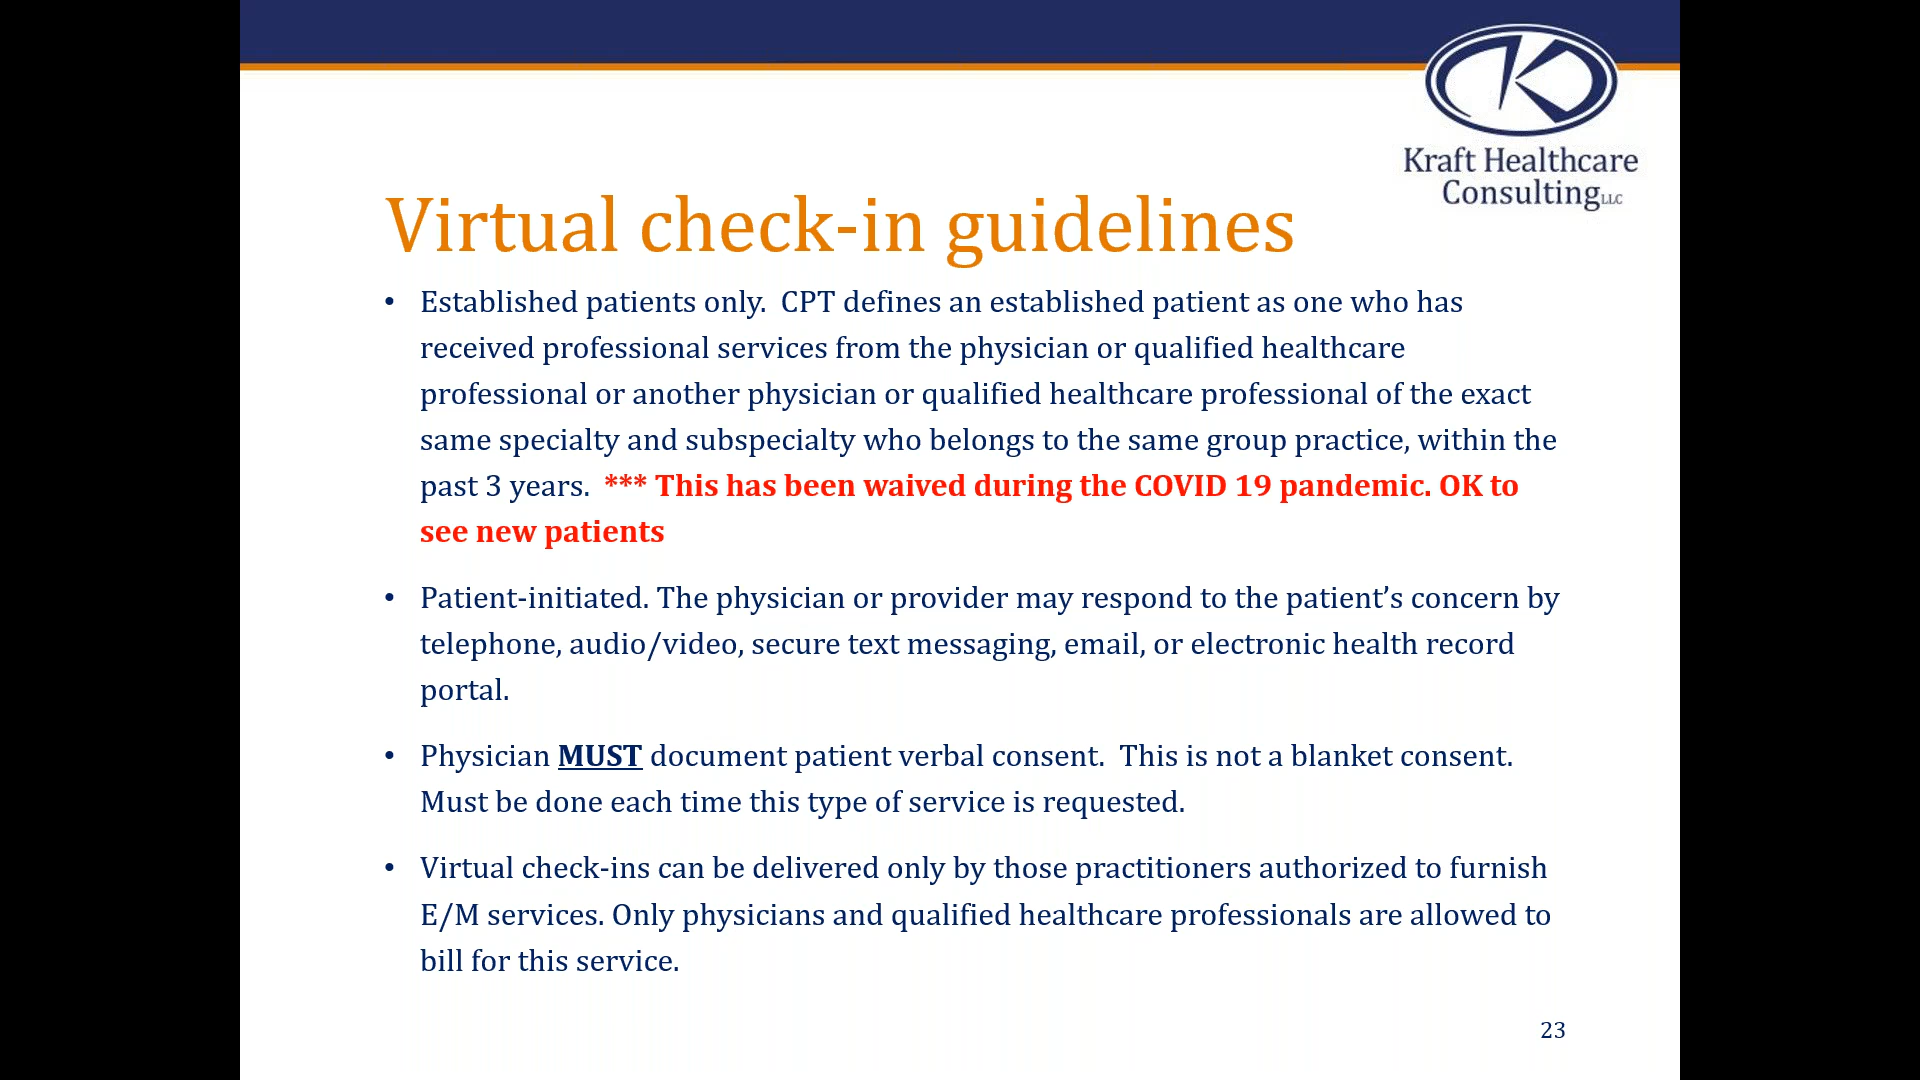 Kraft Healthcare
Consulting LLC
Virtual check-in guidelines
• Established patients only.  CPT defines an established patient as one who has
received professional services from the physician or qualified healthcare
professional or another physician or qualified healthcare professional of the exact
same specialty and subspecialty who belongs to the same group practice, within the
past 3 years.  *** This has been waived during the COVID 19 pandemic. OK to
see new patients
• Patient-initiated. The physician or provider may respond to the patient’s concern by
telephone, audio/video, secure text messaging, email, or electronic health record
portal.
• Physician MUST document patient verbal consent.  This is not a blanket consent.
Must be done each time this type of service is requested.
• Virtual check-ins can be delivered only by those practitioners authorized to furnish
E/M services. Only physicians and qualified healthcare professionals are allowed to
bill for this service.
23